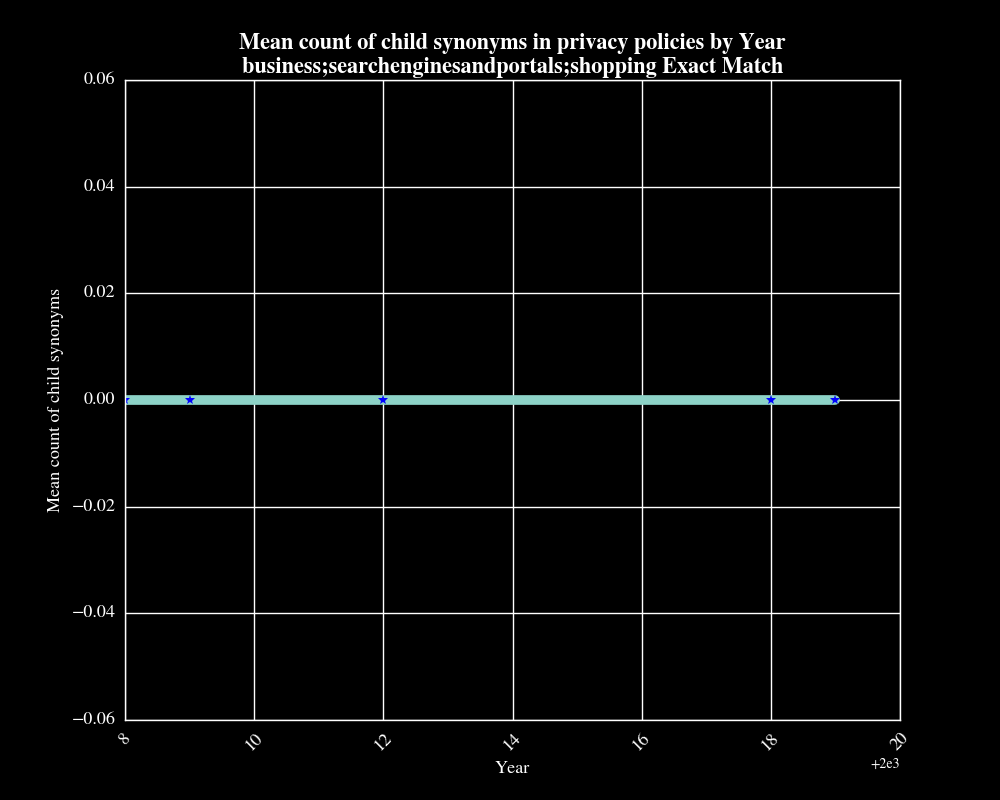 Mean count of child synonyms in privacy policies by Year
business;searchenginesandportals;shopping Exact Match
0.06
0.04
0.02
0.00
−0.02
−0.04
−0.06
Mean count of child synonyms
8
10
12
14
16
18
20
Year
+2e3